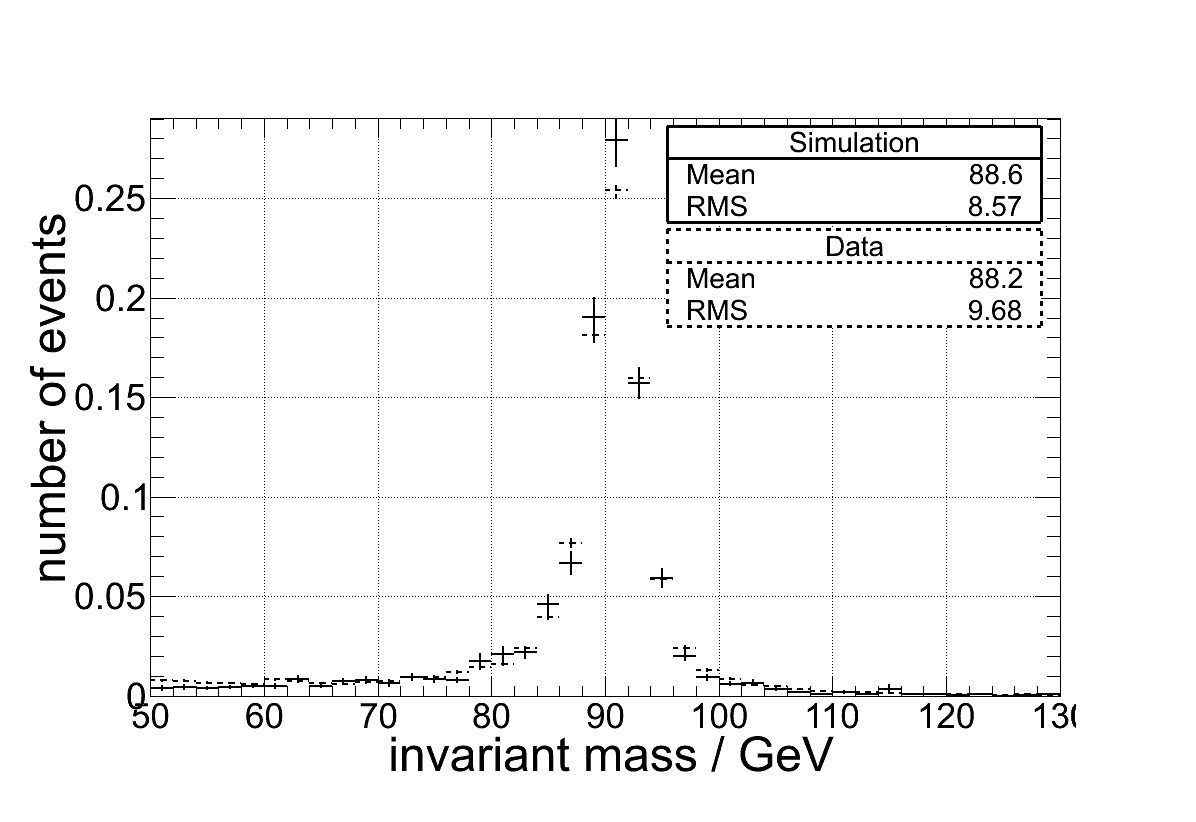 Simulation
Mean 88.6
RMS 8.57
Data
Mean 88.2
RMS 9.68
number of events
0.25
0.2
0.15
0.1
0.05
0
50 60 70 80 90 100 110 120 130
invariant mass / GeV